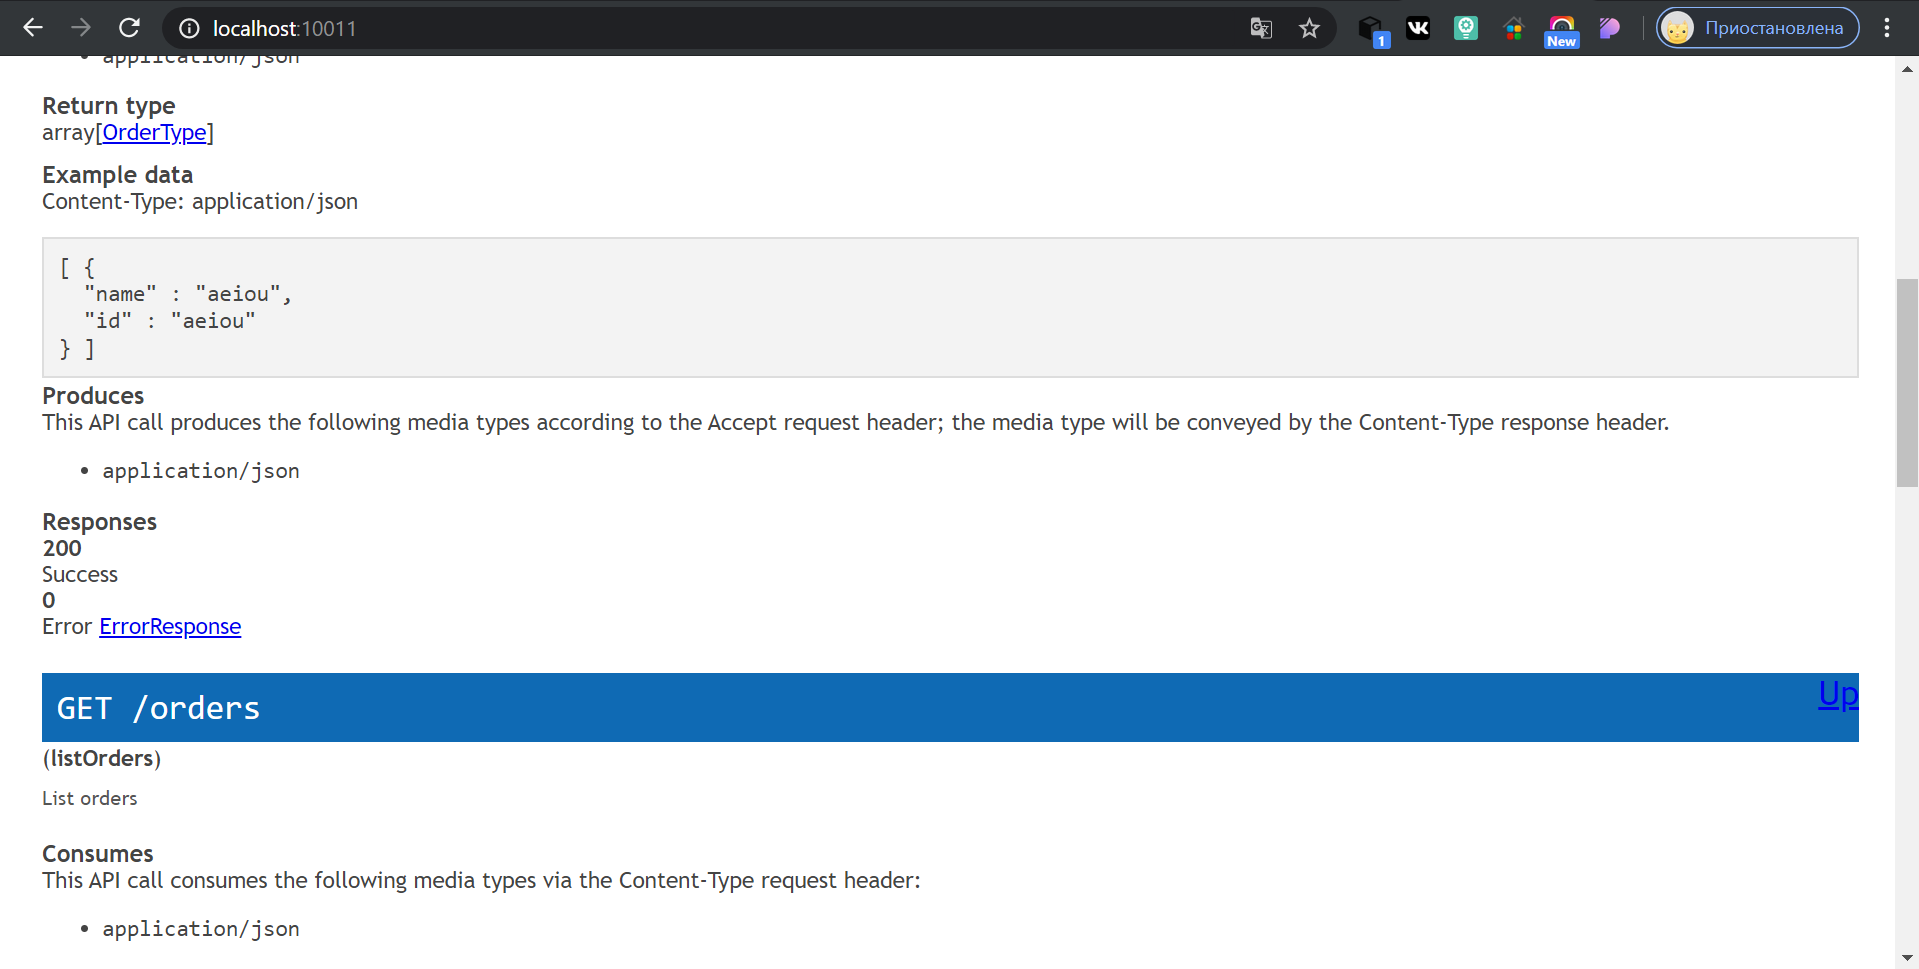 localhost:10011
1
New
Приостановлена
application/json
Return type
array[OrderType]
Example data
Content-Type: application/json
[ {
  "name" : "aeiou",
  "id" : "aeiou"
} ]
Produces
This API call produces the following media types according to the Accept request header; the media type will be conveyed by the Content-Type response header.
• application/json
Responses
200
Success
0
Error ErrorResponse
GET /orders
Up
(listOrders)
List orders
Consumes
This API call consumes the following media types via the Content-Type request header:
• application/json